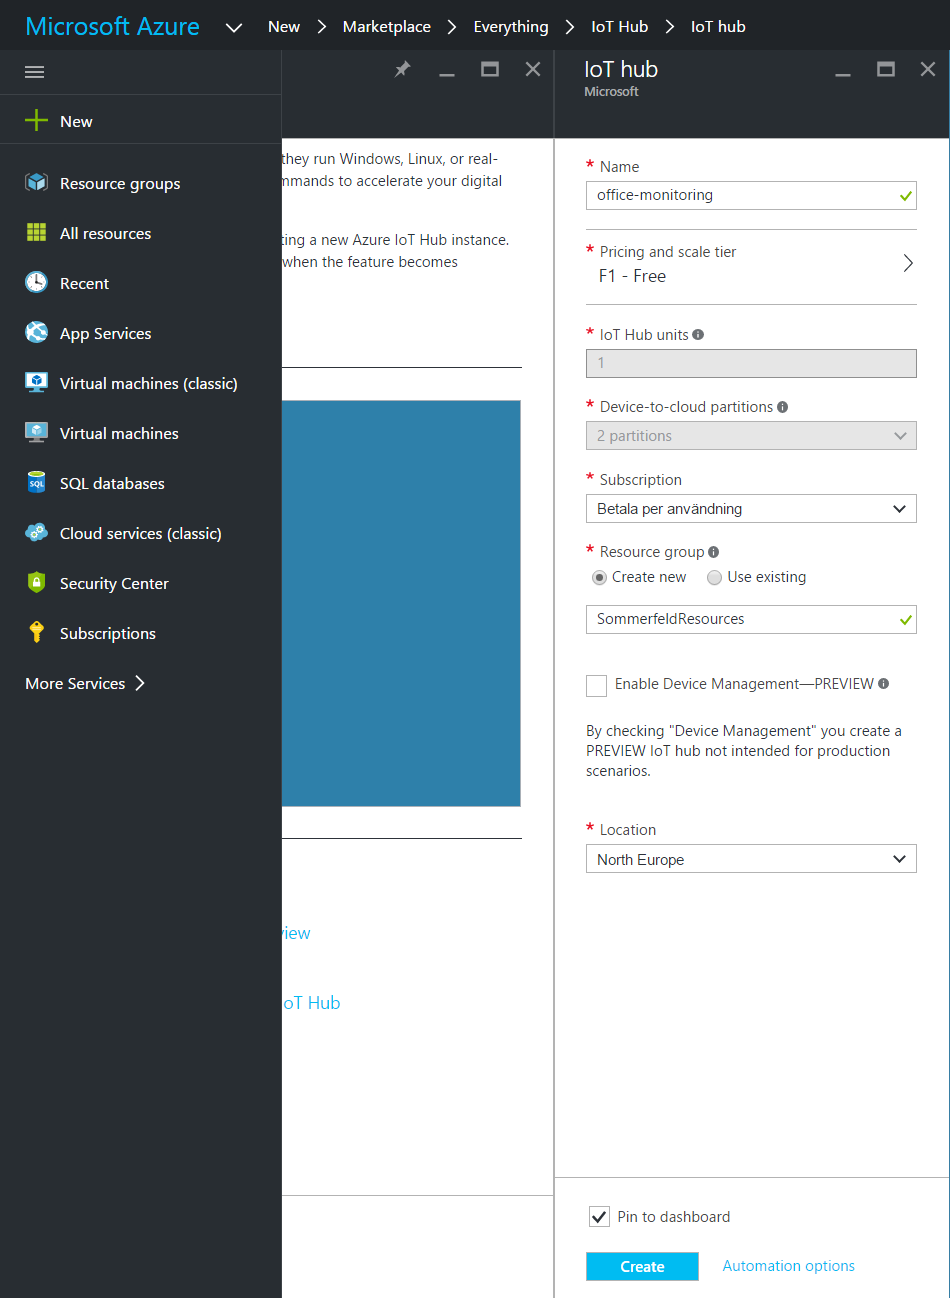 Microsoft Azure New Marketplace Everything IoT Hub IoT hub
New
Resource groups
All resources
Recent
App Services
Virtual machines (classic)
Virtual machines
SQL databases
SQL
Cloud services (classic)
Security Center
Subscriptions
More Services
they run Windows, Linux, or real-
mmands to accelerate your digital
ting a new Azure IoT Hub instance.
when the feature becomes
view
IoT Hub
IoT hub
Microsoft
* Name
office-monitoring
* Pricing and scale tier
F1 - Free
* IoT Hub units
1
* Device-to-cloud partitions
2 partitions
* Subscription
Betala per användning
* Resource group
Create new Use existing
SommerfeldResources
Enable Device Management—PREVIEW
By checking "Device Management" you create a
PREVIEW IoT hub not intended for production
scenarios.
* Location
North Europe
Pin to dashboard
Create Automation options